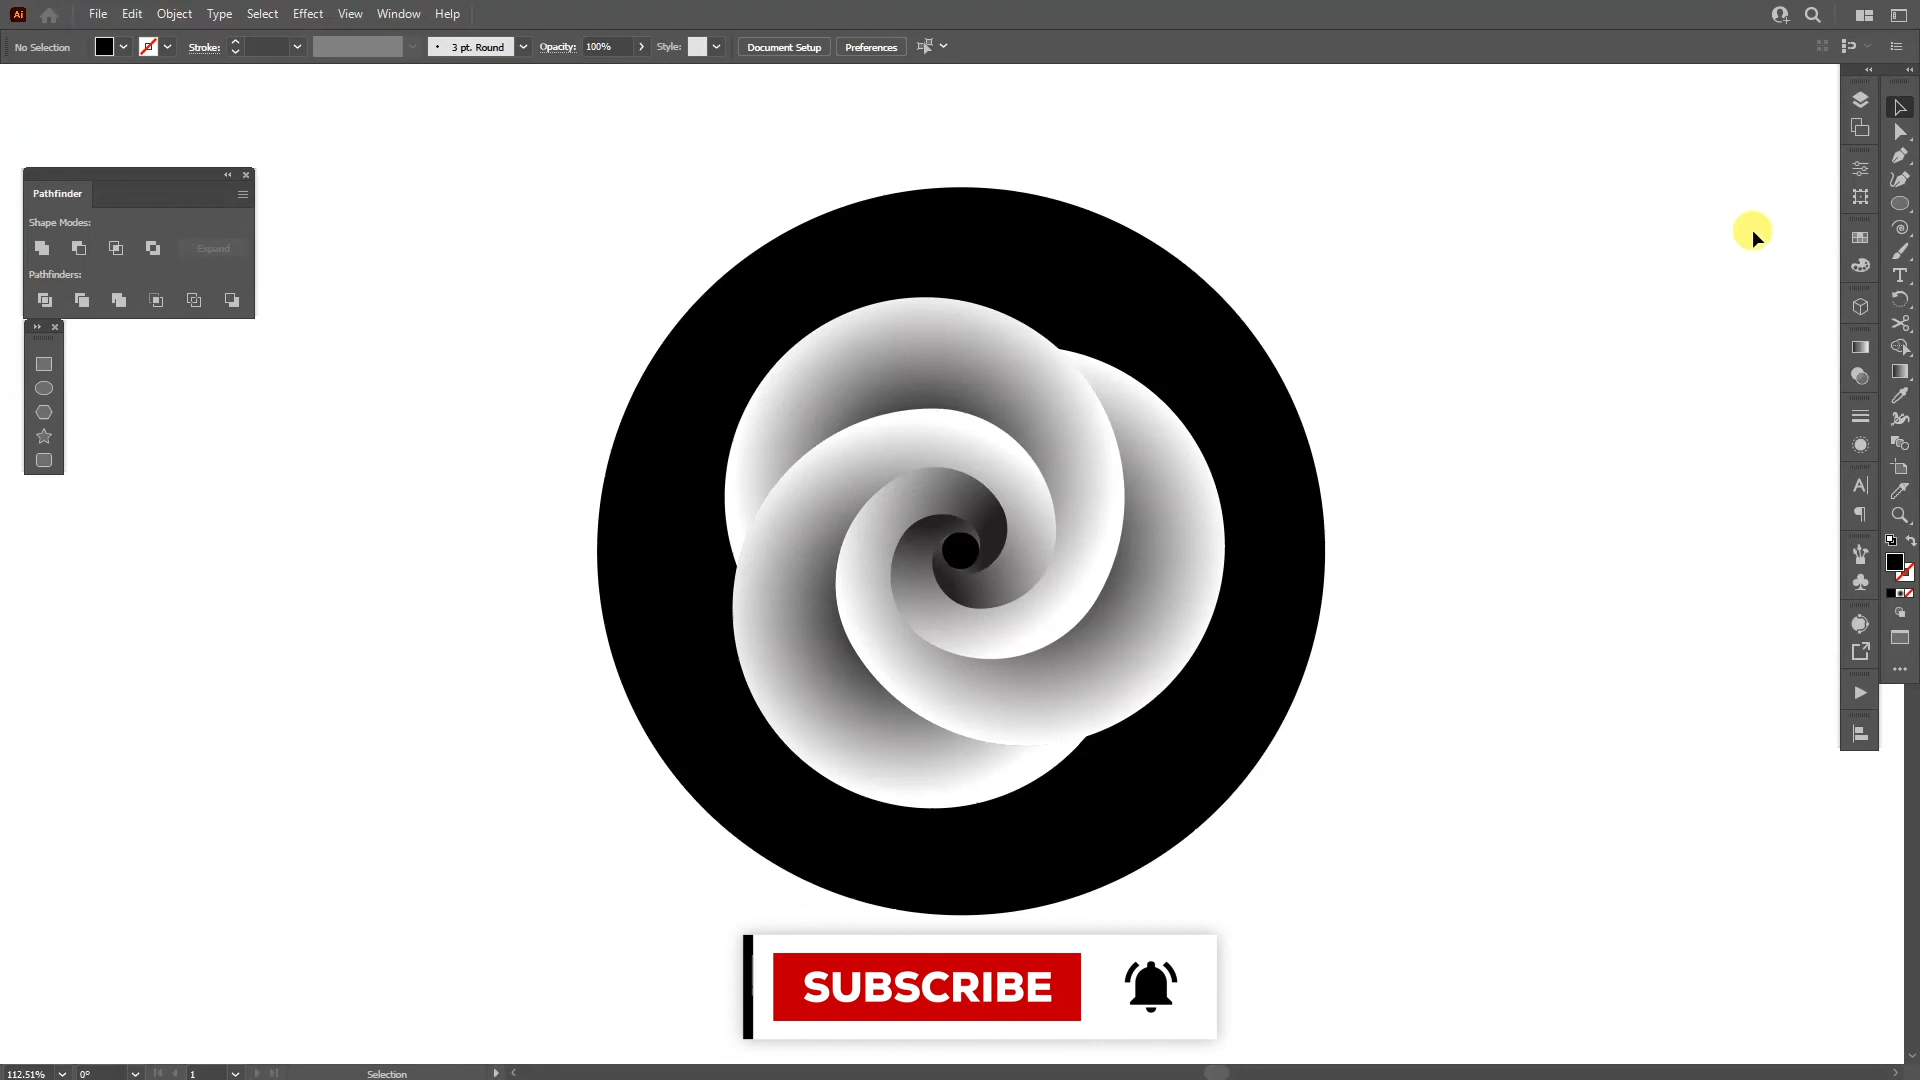 Ai File Edit Object Type Select Effect View Window Help
No Selection Stroke: 3 pt. Round Opacity: 100% Style: Document Setup Preferences
Pathfinder
Shape Modes:
Expand
Pathfinders:
SUBSCRIBE
112.51% 0° 1 Selection